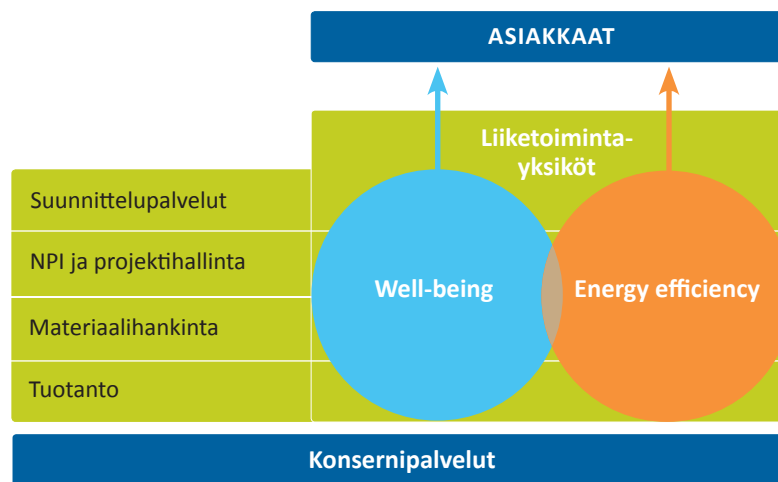 ASIAKKAAT
Liiketoiminta-
yksiköt
Suunnittelupalvelut
NPI ja projektihallinta
Well-being
Energy efficiency
Materiaalihankinta
Tuotanto
Konsernipalvelut